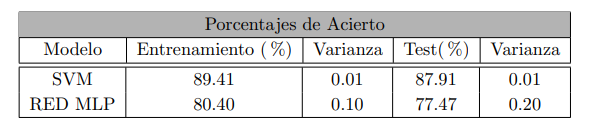 Porcentajes de Acierto
Modelo Entrenamiento (%) Varianza Test(%) Varianza
SVM 89.41 0.01 87.91 0.01
RED MLP 80.40 0.10 77.47 0.20